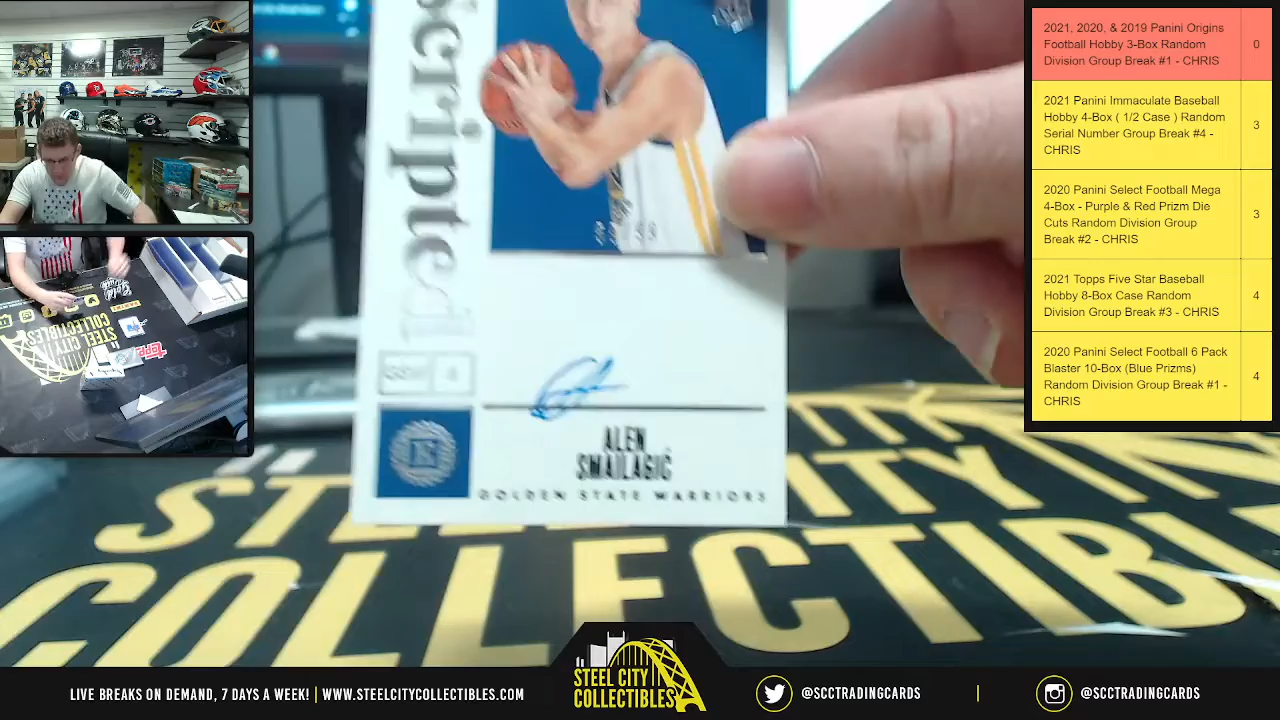 2021, 2020, & 2019 Panini Origins
Football Hobby 3-Box Random
Division Group Break #1 - CHRIS
0
2021 Panini Immaculate Baseball
Hobby 4-Box ( 1/2 Case ) Random
Serial Number Group Break #4 -
CHRIS
3
2020 Panini Select Football Mega
4-Box - Purple & Red Prizm Die
Cuts Random Division Group
Break #2 - CHRIS
3
2021 Topps Five Star Baseball
Hobby 8-Box Case Random
Division Group Break #3 - CHRIS
4
2020 Panini Select Football 6 Pack
Blaster 10-Box (Blue Prizms)
Random Division Group Break #1 -
CHRIS
4
scripted
E
ALEN
SMAILAGIĆ
GOLDEN STATE WARRIORS
STEEL CITY
COLLECTIBL
STEEL CITY
COLLECTIBLES
topps
STEEL CITY
COLLECTIBLES
LIVE BREAKS ON DEMAND, 7 DAYS A WEEK! | WWW.STEELCITYCOLLECTIBLES.COM
@SCCTRADINGCARDS
|
@SCCTRADINGCARDS